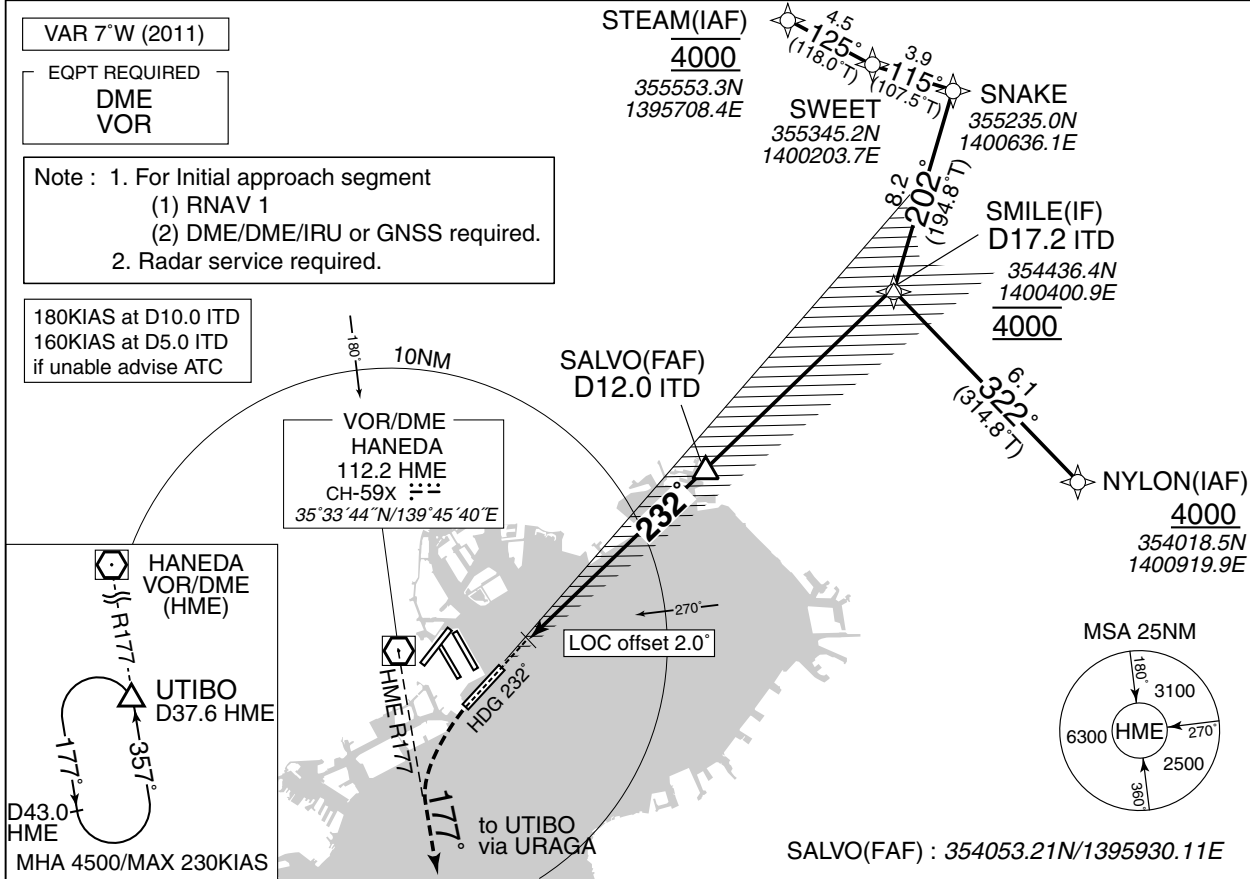 VAR 7°W (2011)
EQPT REQUIRED
DME
VOR
Note : 1. For Initial approach segment
(1) RNAV 1
(2) DME/DME/IRU or GNSS required.
2. Radar service required.
180KIAS at D10.0 ITD
160KIAS at D5.0 ITD
if unable advise ATC
STEAM(IAF)
4000
355553.3N
1395708.4E
4.5
125°
(118.0°T)
3.9
115°
(107.5°T)
SWEET
355345.2N
1400203.7E
SNAKE
355235.0N
1400636.1E
8.2
202°
(194.8°T)
SMILE(IF)
D17.2 ITD
354436.4N
1400400.9E
4000
6.1
322°
(314.8°T)
NYLON(IAF)
4000
354018.5N
1400919.9E
SALVO(FAF)
D12.0 ITD
232°
180°
10NM
VOR/DME
HANEDA
112.2 HME
CH-59X
35°33´44˝N/139°45´40˝E
270°
LOC offset 2.0°
HDG 232°
HME R177
177°
to UTIBO
via URAGA
HANEDA
VOR/DME
(HME)
R177
UTIBO
D37.6 HME
177°
357°
D43.0
HME
MHA 4500/MAX 230KIAS
MSA 25NM
180°
3100
6300
HME
270°
2500
360°
SALVO(FAF) : 354053.21N/1395930.11E